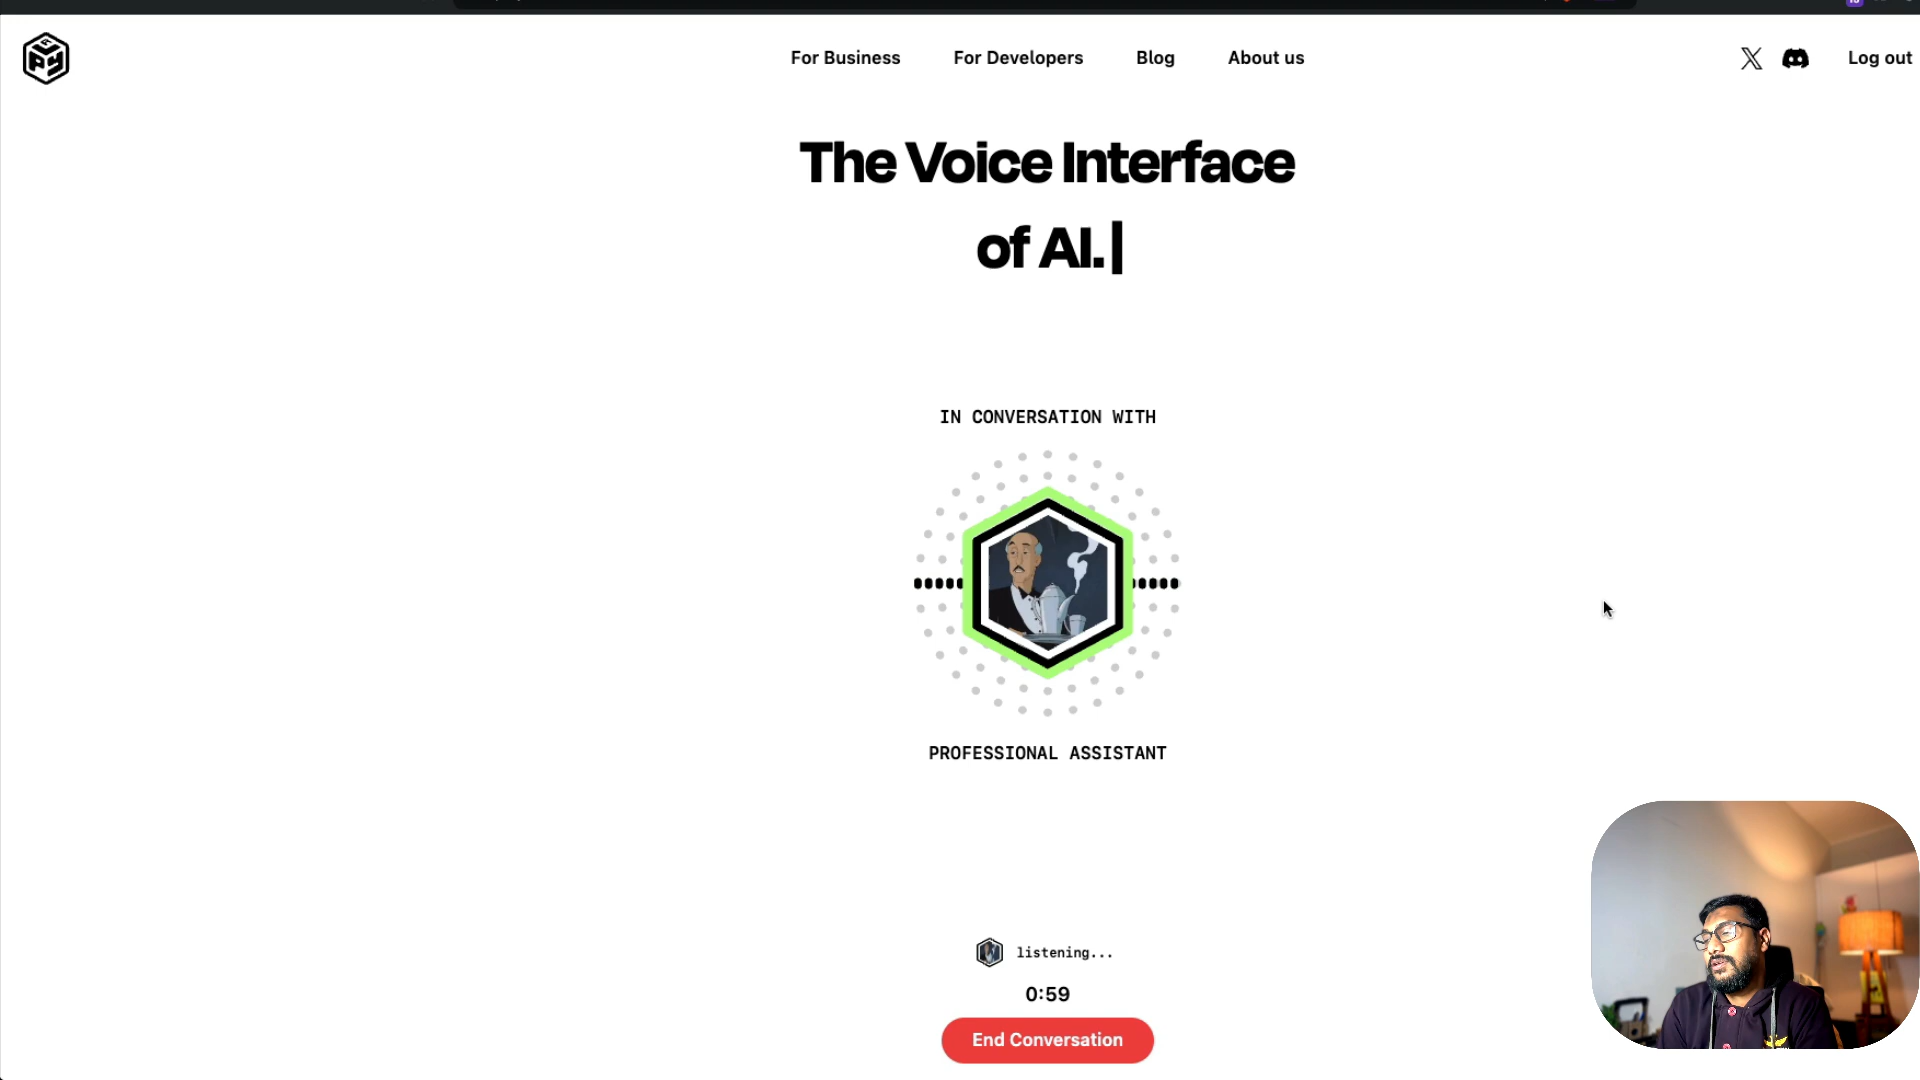 For Business
For Developers
Blog
About us
Log out
The Voice Interface
of AI.
IN CONVERSATION WITH
PROFESSIONAL ASSISTANT
listening...
0:59
End Conversation